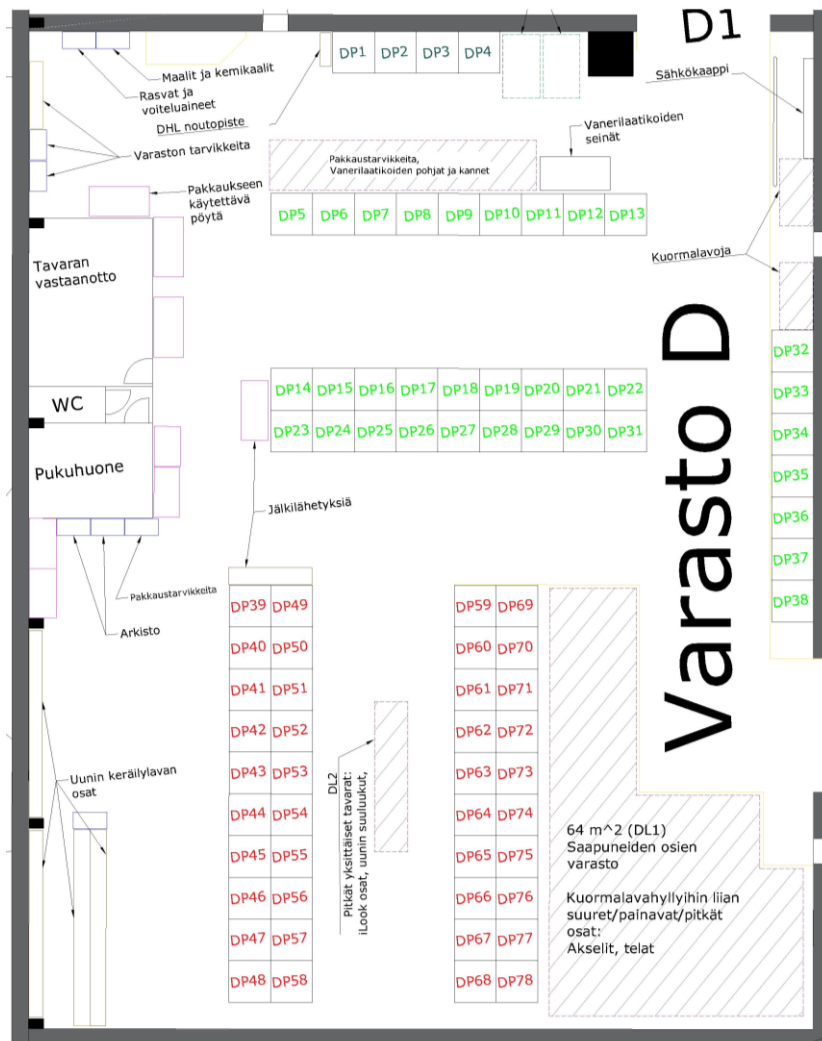 D1
DP1 DP2 DP3 DP4
Maalit ja kemikaalit
Rasvat ja
voiteluaineet
DHL noutopiste
Sähkökaappi
Varaston tarvikkeita
Pakkaustarvikkeita,
Vanerilaatikoiden pohjat ja kannet
Vanerilaatikoiden
seinät
Pakkaukseen
käytettävä
pöytä
DP5 DP6 DP7 DP8 DP9 DP10 DP11 DP12 DP13
Kuormalavoja
Tavaran
vastaanotto
Varasto D
DP32
DP33
DP34
DP35
DP36
DP37
DP38
DP14 DP15 DP16 DP17 DP18 DP19 DP20 DP21 DP22
DP23 DP24 DP25 DP26 DP27 DP28 DP29 DP30 DP31
WC
Pukuhuone
Jälkilähetyksiä
Pakkaustarvikkeita
Arkisto
DP39 DP49
DP40 DP50
DP41 DP51
DP42 DP52
DP43 DP53
DP44 DP54
DP45 DP55
DP46 DP56
DP47 DP57
DP48 DP58
DP59 DP69
DP60 DP70
DP61 DP71
DP62 DP72
DP63 DP73
DP64 DP74
DP65 DP75
DP66 DP76
DP67 DP77
DP68 DP78
Uunin keräilylavan
osat
DL2
Pitkät yksittäiset tavarat:
iLook osat, uunin suuluukut,
64 m^2 (DL1)
Saapuneiden osien
varasto
Kuormalavahyllyihin liian
suuret/painavat/pitkät
osat:
Akselit, telat